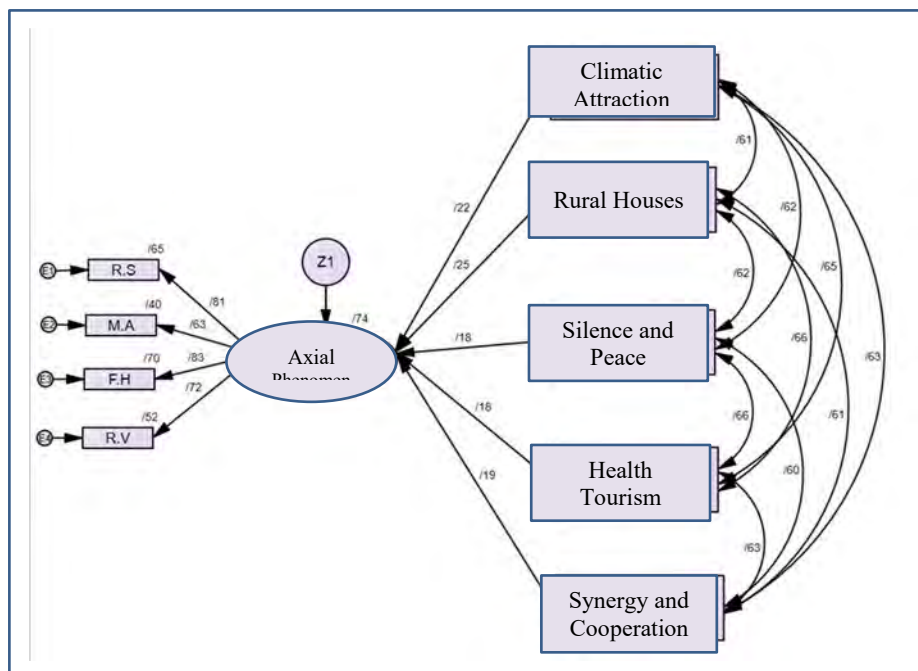 Climatic
Attraction
/61
/22
Rural Houses
/62
/65
/25
/65
R.S
Z1
/81
/62
/40
M.A
/63
/74
Silence and
Peace
/66
/63
/18
/70
F.H
/83
Axial
Phenomen
/72
/18
/66
/61
/52
R.V
Health
Tourism
/60
/19
/63
Synergy and
Cooperation
E1
E2
E3
E4